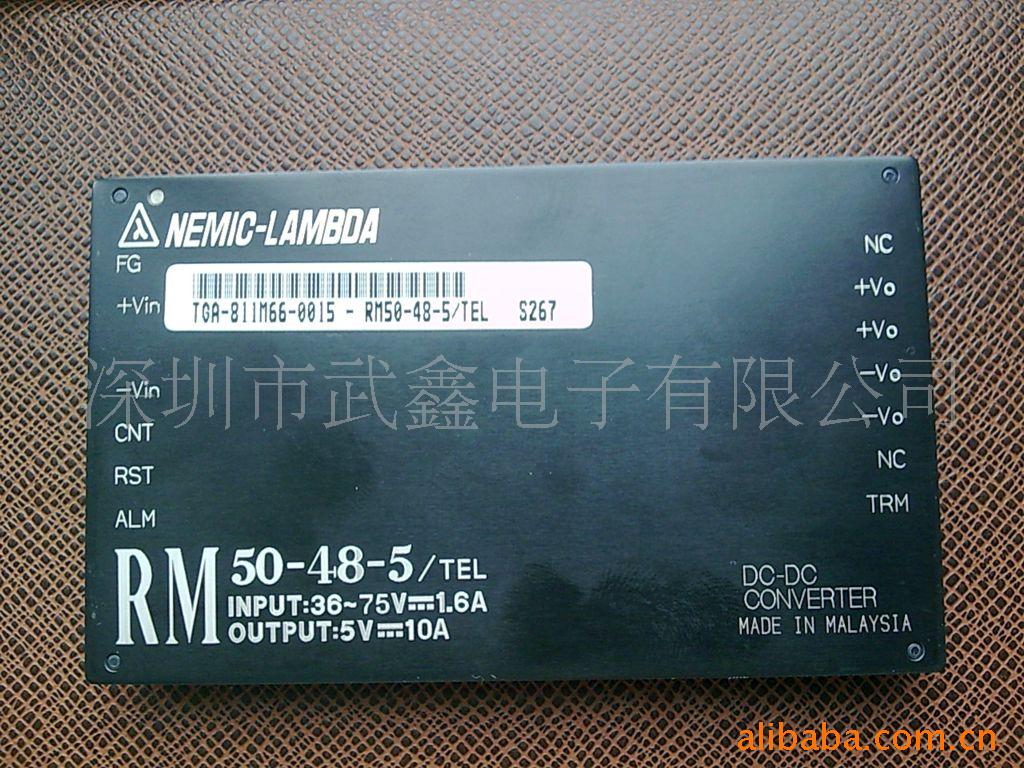 NEMIC-LAMBDA
FG
+Vin
TGA-811M66-0015 - RM50-48-5/TEL S267
-Vin
CNT
RST
ALM
NC
+Vo
+Vo
-Vo
-Vo
NC
TRM
深圳市武鑫电子有限公司
RM 50-48-5/TEL
INPUT:36~75V⎓1.6A
OUTPUT:5V⎓10A
DC-DC
CONVERTER
MADE IN MALAYSIA
alibaba.com.cn